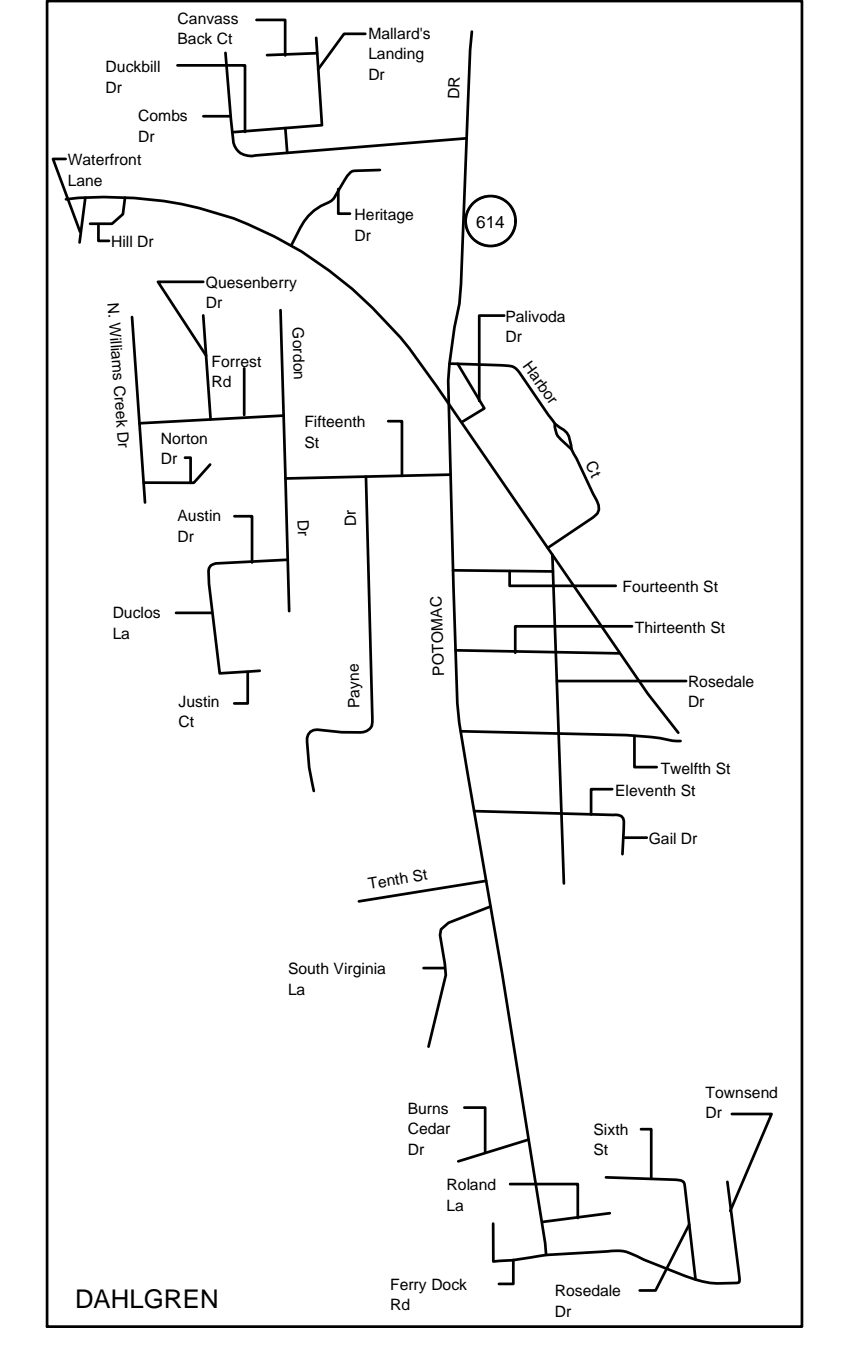 Canvass
Back Ct
Mallard's
Landing
Dr
Duckbill
Dr
DR
Combs
Dr
Waterfront
Lane
Heritage
Dr
614
Hill Dr
Quesenberry
Dr
N. Williams Creek Dr
Gordon
Palivoda
Dr
Forrest
Rd
Harbor
Fifteenth
St
Norton
Dr
Ct
Austin
Dr
Dr
Dr
Fourteenth St
Duclos
La
POTOMAC
Thirteenth St
Payne
Rosedale
Dr
Justin
Ct
Twelfth St
Eleventh St
Gail Dr
Tenth St
South Virginia
La
Townsend
Dr
Burns
Cedar
Dr
Sixth
St
Roland
La
Ferry Dock
Rd
Rosedale
Dr
DAHLGREN